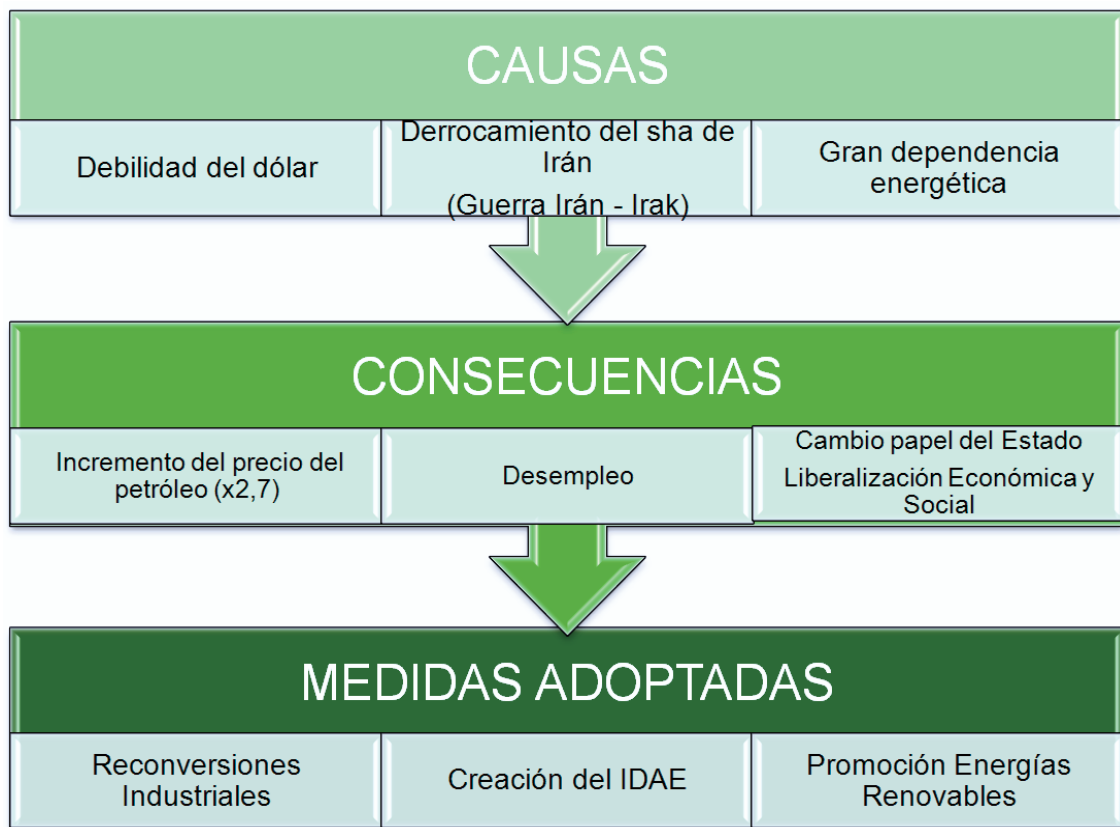 CAUSAS
Debilidad del dólar
Derrocamiento del sha de
Irán
(Guerra Irán - Irak)
Gran dependencia
energética
CONSECUENCIAS
Incremento del precio del
petróleo (x2,7)
Desempleo
Cambio papel del Estado
Liberalización Económica y
Social
MEDIDAS ADOPTADAS
Reconversiones
Industriales
Creación del IDAE
Promoción Energías
Renovables